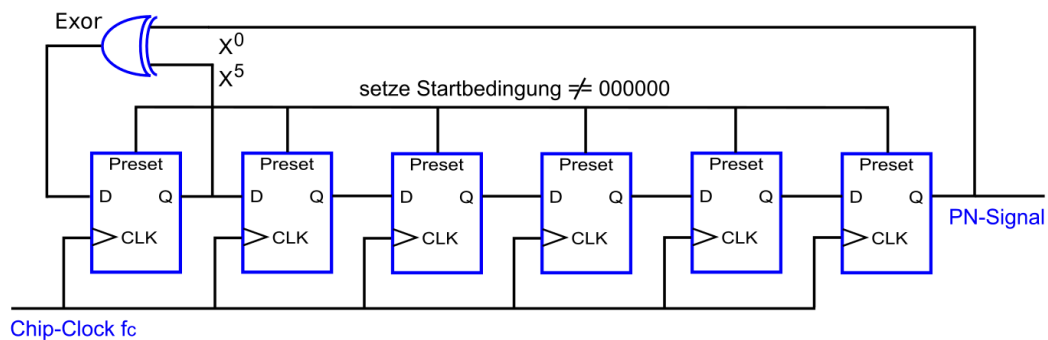 Exor
X0
X5
setze Startbedingung ≠ 000000
Preset Preset Preset Preset Preset Preset
D Q D Q D Q D Q D Q D Q
PN-Signal
CLK CLK CLK CLK CLK CLK
Chip-Clock fc